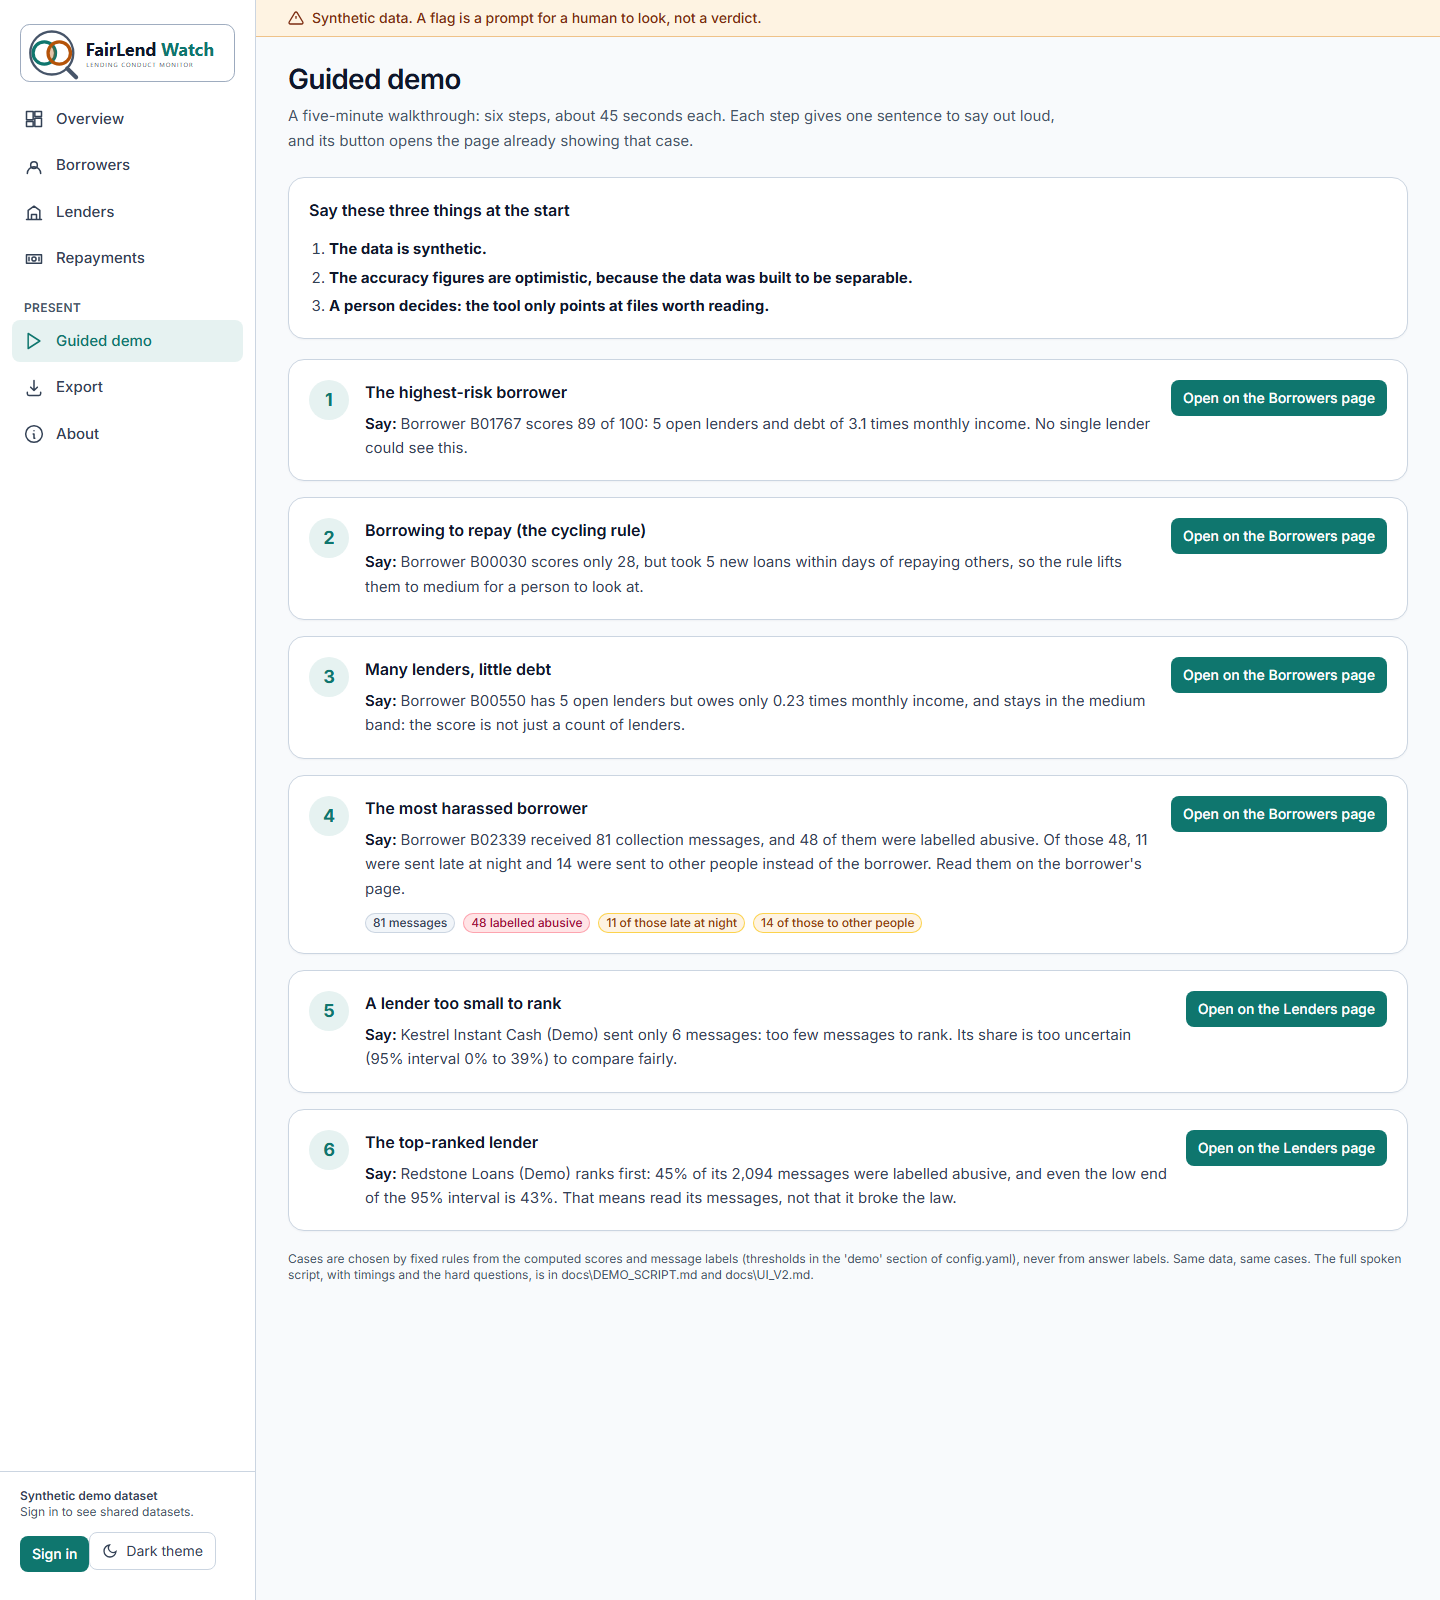 Synthetic data. A flag is a prompt for a human to look, not a verdict.
FairLend Watch
LENDING CONDUCT MONITOR
Overview
Borrowers
Lenders
Repayments
PRESENT
Guided demo
Export
About
Synthetic demo dataset
Sign in to see shared datasets.
Sign in
Dark theme
Guided demo
A five-minute walkthrough: six steps, about 45 seconds each. Each step gives one sentence to say out loud,
and its button opens the page already showing that case.
Say these three things at the start
1. The data is synthetic.
2. The accuracy figures are optimistic, because the data was built to be separable.
3. A person decides: the tool only points at files worth reading.
1
The highest-risk borrower
Say: Borrower B01767 scores 89 of 100: 5 open lenders and debt of 3.1 times monthly income. No single lender
could see this.
Open on the Borrowers page
2
Borrowing to repay (the cycling rule)
Say: Borrower B00030 scores only 28, but took 5 new loans within days of repaying others, so the rule lifts
them to medium for a person to look at.
Open on the Borrowers page
3
Many lenders, little debt
Say: Borrower B00550 has 5 open lenders but owes only 0.23 times monthly income, and stays in the medium
band: the score is not just a count of lenders.
Open on the Borrowers page
4
The most harassed borrower
Say: Borrower B02339 received 81 collection messages, and 48 of them were labelled abusive. Of those 48, 11
were sent late at night and 14 were sent to other people instead of the borrower. Read them on the borrower's
page.
81 messages
48 labelled abusive
11 of those late at night
14 of those to other people
Open on the Borrowers page
5
A lender too small to rank
Say: Kestrel Instant Cash (Demo) sent only 6 messages: too few messages to rank. Its share is too uncertain
(95% interval 0% to 39%) to compare fairly.
Open on the Lenders page
6
The top-ranked lender
Say: Redstone Loans (Demo) ranks first: 45% of its 2,094 messages were labelled abusive, and even the low end
of the 95% interval is 43%. That means read its messages, not that it broke the law.
Open on the Lenders page
Cases are chosen by fixed rules from the computed scores and message labels (thresholds in the 'demo' section of config.yaml), never from answer labels. Same data, same cases. The full spoken
script, with timings and the hard questions, is in docs\DEMO_SCRIPT.md and docs\UI_V2.md.